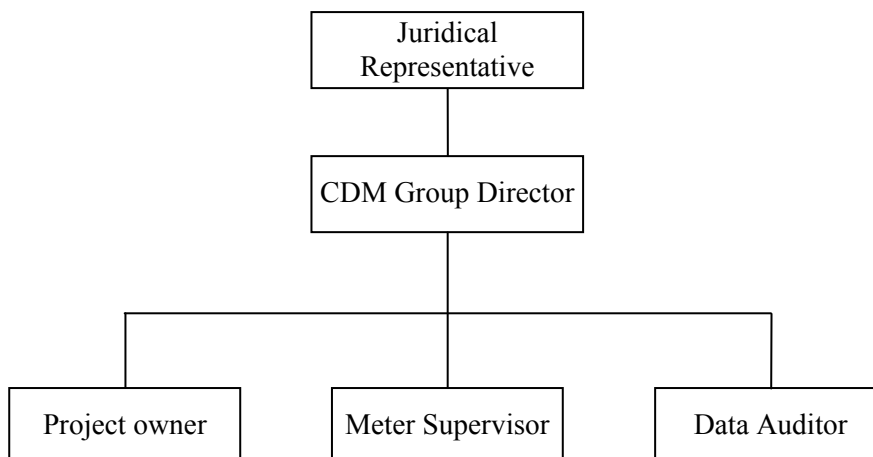 Juridical
Representative
CDM Group Director
Project owner
Meter Supervisor
Data Auditor